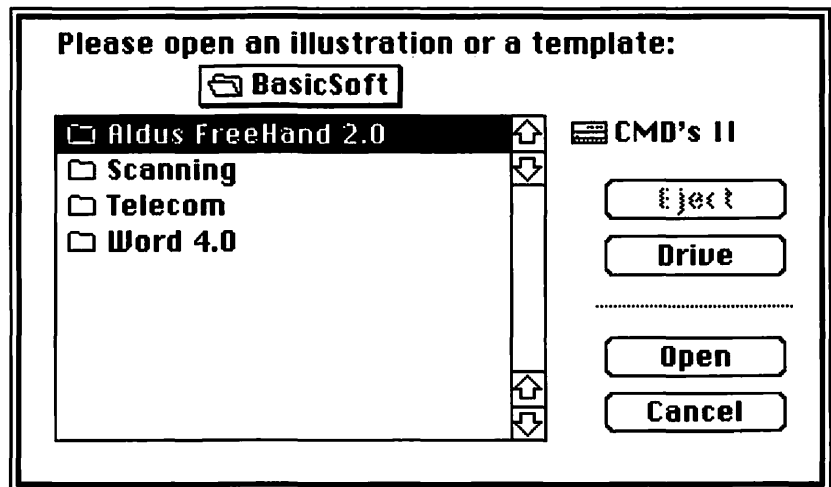 Please open an illustration or a template:
BasicSoft
Aldus FreeHand 2.0
Scanning
Telecom
Word 4.0
CMD's II
Eject
Drive
Open
Cancel